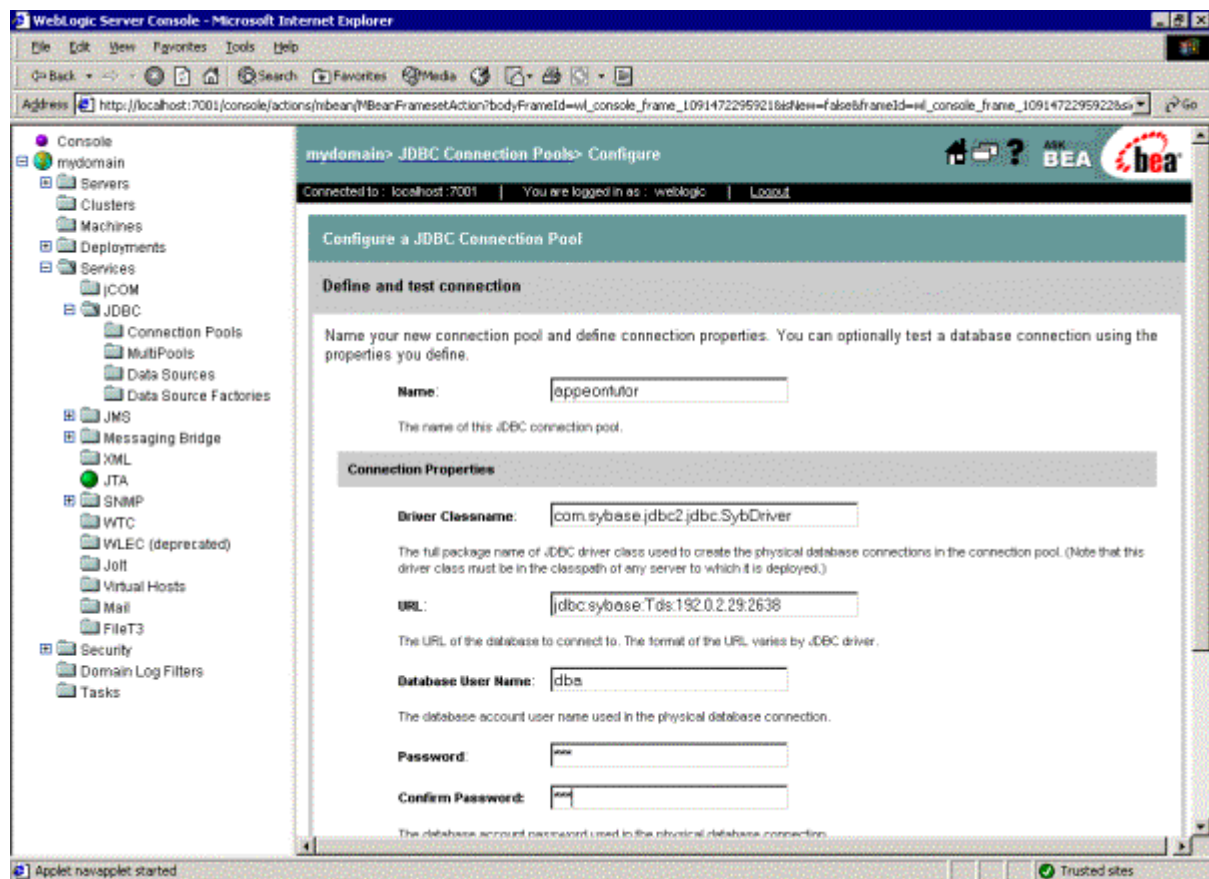 WebLogic Server Console - Microsoft Internet Explorer
File Edit View Favorites Tools Help
Back Search Favorites Media
Address http://localhost:7001/console/actions/mbean/MBeanFramesetAction?bodyFrameId=wl_console_frame_1091472295921&isNew=false&frameId=wl_console_frame_1091472295922&si Go
Console
mydomain
Servers
Clusters
Machines
Deployments
Services
jCOM
JDBC
Connection Pools
MultiPools
Data Sources
Data Source Factories
JMS
Messaging Bridge
XML
JTA
SNMP
WTC
WLEC (deprecated)
Jolt
Virtual Hosts
Mail
FileT3
Security
Domain Log Filters
Tasks
mydomain> JDBC Connection Pools> Configure
? ASK BEA bea
Connected to : localhost :7001 | You are logged in as : weblogic | Logout
Configure a JDBC Connection Pool
Define and test connection
Name your new connection pool and define connection properties. You can optionally test a database connection using the
properties you define.
Name: appeontutor
The name of this JDBC connection pool.
Connection Properties
Driver Classname: com.sybase.jdbc2.jdbc.SybDriver
The full package name of JDBC driver class used to create the physical database connections in the connection pool. (Note that this
driver class must be in the classpath of any server to which it is deployed.)
URL: jdbc:sybase:Tds:192.0.2.29:2638
The URL of the database to connect to. The format of the URL varies by JDBC driver.
Database User Name: dba
The database account user name used in the physical database connection.
Password: ***
Confirm Password: ***
The database account password used in the physical database connection.
Applet navapplet started
Trusted sites